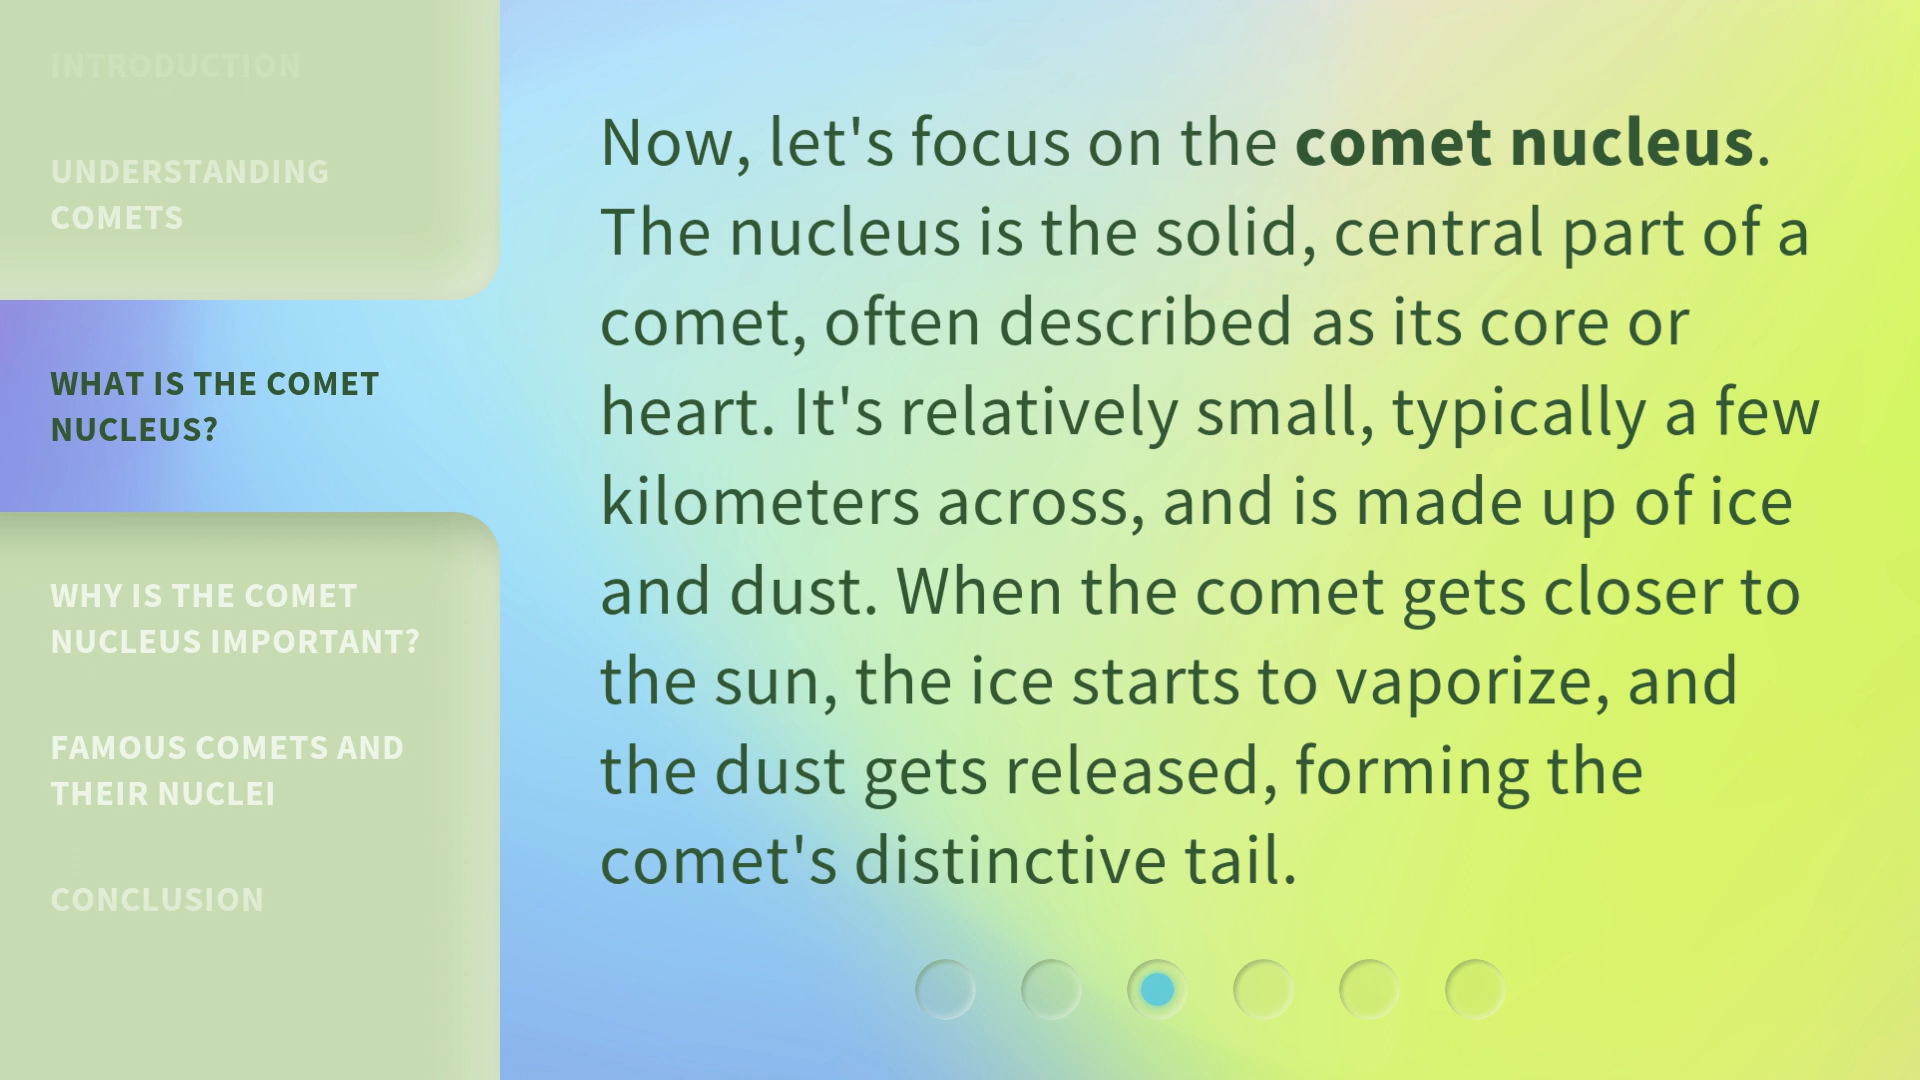 INTRODUCTION
UNDERSTANDING
COMETS
WHAT IS THE COMET
NUCLEUS?
WHY IS THE COMET
NUCLEUS IMPORTANT?
FAMOUS COMETS AND
THEIR NUCLEI
CONCLUSION
Now, let's focus on the comet nucleus.
The nucleus is the solid, central part of a
comet, often described as its core or
heart. It's relatively small, typically a few
kilometers across, and is made up of ice
and dust. When the comet gets closer to
the sun, the ice starts to vaporize, and
the dust gets released, forming the
comet's distinctive tail.